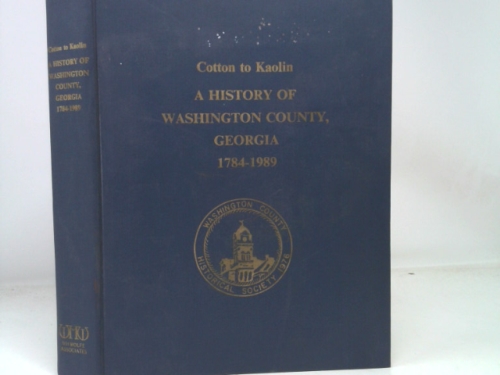 Cotton to Kaolin
A HISTORY OF
WASHINGTON COUNTY,
GEORGIA
1784-1989
Cotton to Kaolin
A HISTORY OF
WASHINGTON COUNTY,
GEORGIA
1784-1989
WASHINGTON COUNTY
HISTORICAL SOCIETY